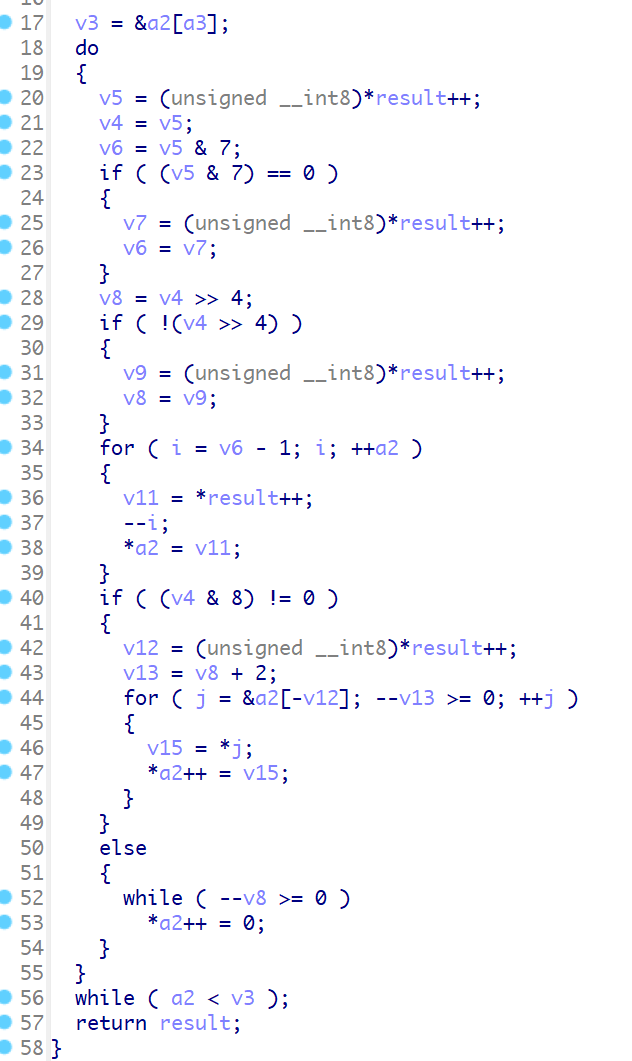 17 v3 = &a2[a3];
18 do
19 {
20 v5 = (unsigned __int8)*result++;
21 v4 = v5;
22 v6 = v5 & 7;
23 if ( (v5 & 7) == 0 )
24 {
25 v7 = (unsigned __int8)*result++;
26 v6 = v7;
27 }
28 v8 = v4 >> 4;
29 if ( !(v4 >> 4) )
30 {
31 v9 = (unsigned __int8)*result++;
32 v8 = v9;
33 }
34 for ( i = v6 - 1; i; ++a2 )
35 {
36 v11 = *result++;
37 --i;
38 *a2 = v11;
39 }
40 if ( (v4 & 8) != 0 )
41 {
42 v12 = (unsigned __int8)*result++;
43 v13 = v8 + 2;
44 for ( j = &a2[-v12]; --v13 >= 0; ++j )
45 {
46 v15 = *j;
47 *a2++ = v15;
48 }
49 }
50 else
51 {
52 while ( --v8 >= 0 )
53 *a2++ = 0;
54 }
55 }
56 while ( a2 < v3 );
57 return result;
58 }